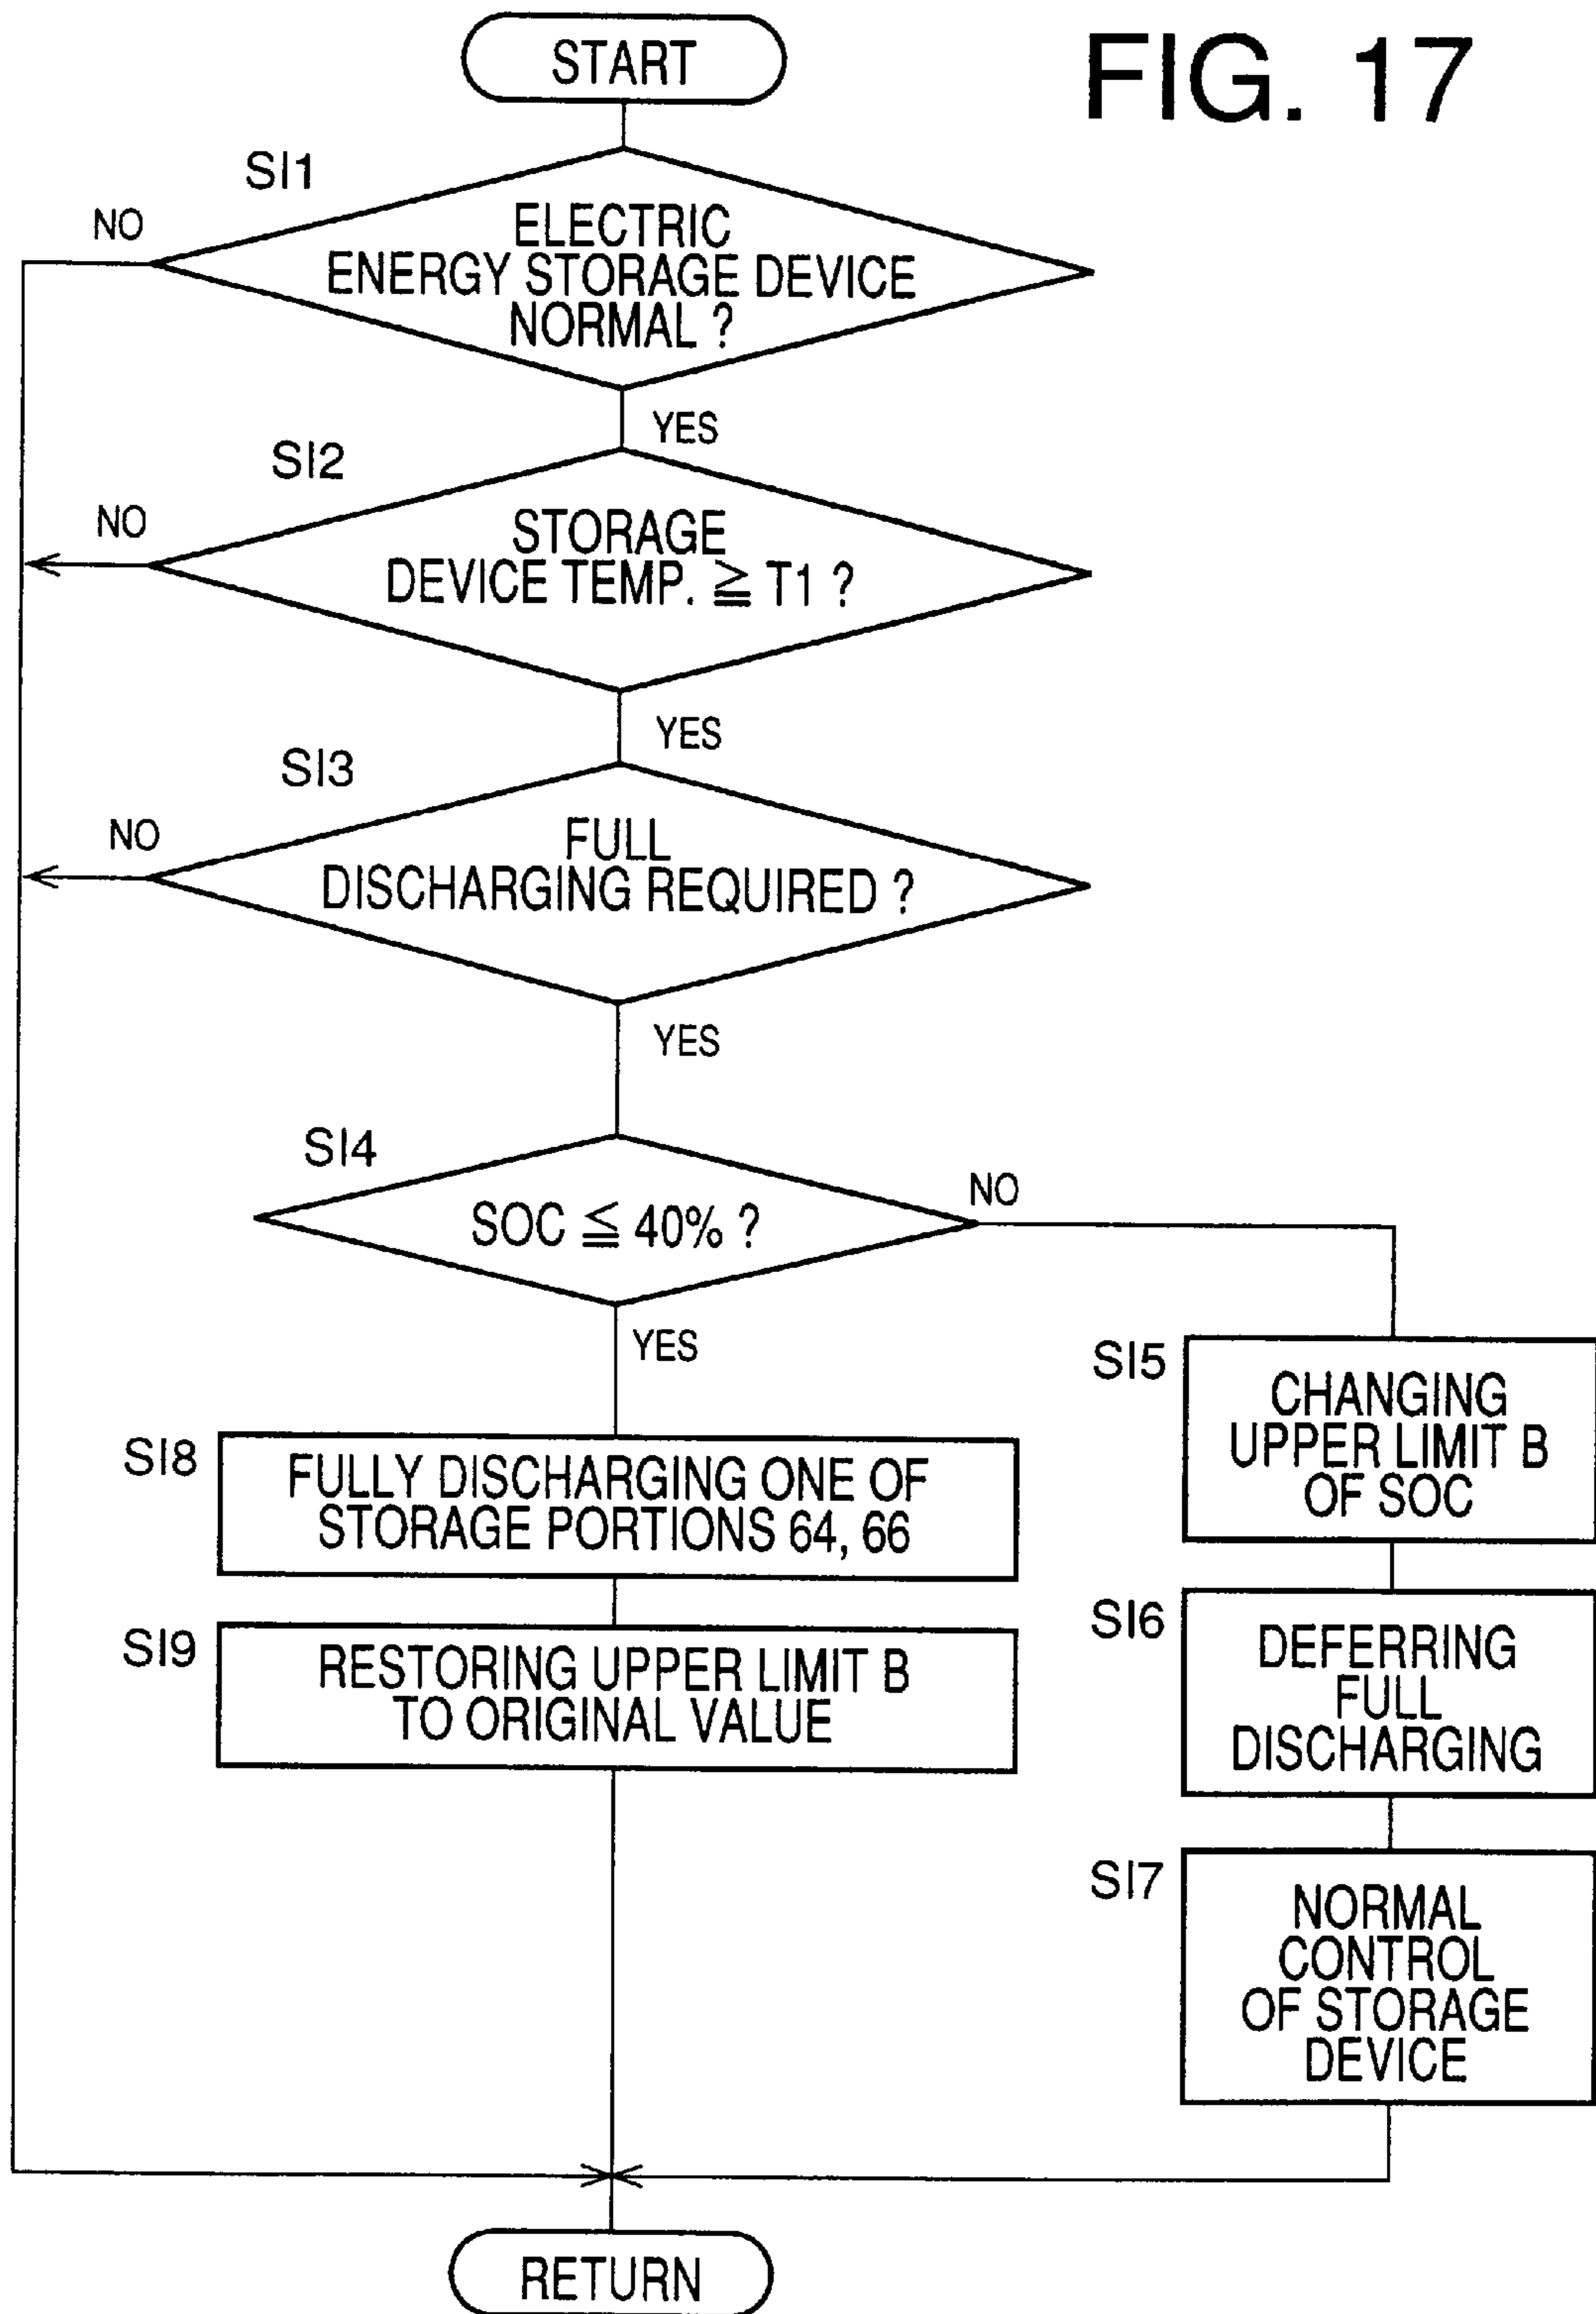 FIG. 17
START
SI1
NO
ELECTRIC
ENERGY STORAGE DEVICE
NORMAL ?
YES
SI2
NO
STORAGE
DEVICE TEMP. ≧ T1 ?
YES
SI3
NO
FULL
DISCHARGING REQUIRED ?
YES
SI4
NO
SOC ≦ 40% ?
YES
SI5
CHANGING
UPPER LIMIT B
OF SOC
SI8
FULLY DISCHARGING ONE OF
STORAGE PORTIONS 64, 66
SI6
DEFERRING
FULL
DISCHARGING
SI9
RESTORING UPPER LIMIT B
TO ORIGINAL VALUE
SI7
NORMAL
CONTROL
OF STORAGE
DEVICE
RETURN